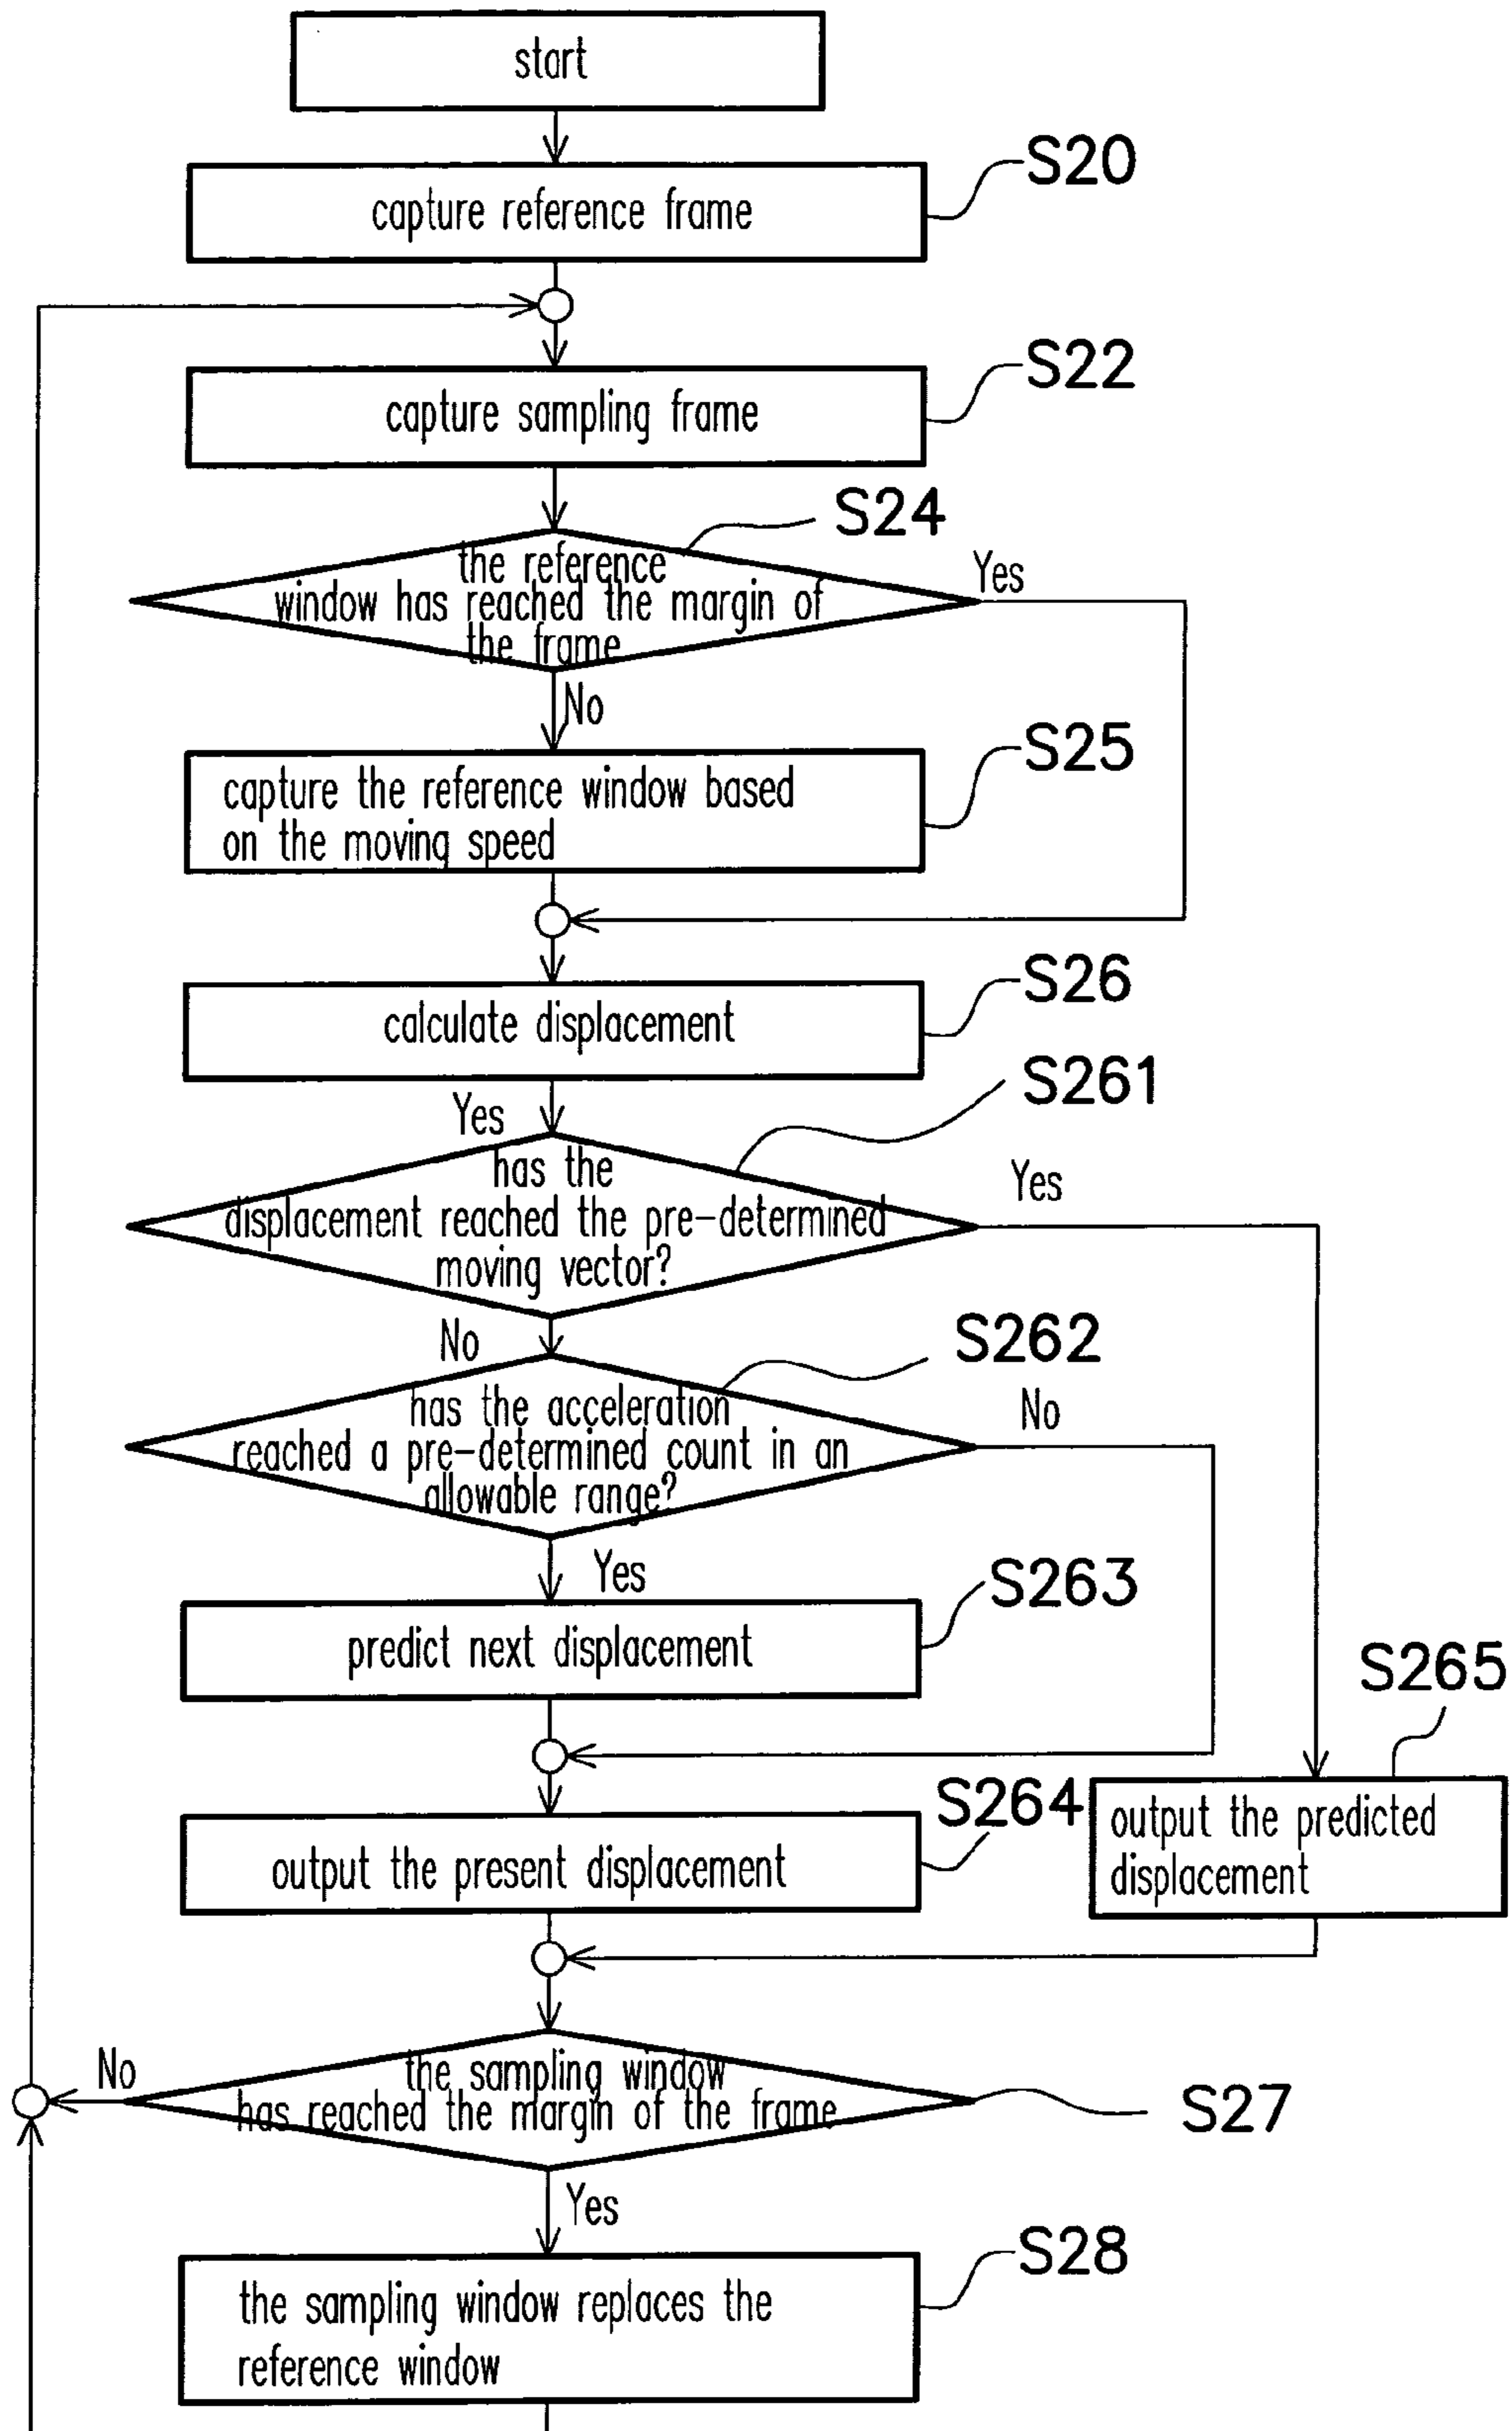 start
S20
capture reference frame
S22
capture sampling frame
S24
the reference
window has reached the margin of
the frame
Yes
No
S25
capture the reference window based
on the moving speed
S26
calculate displacement
S261
Yes
has the
displacement reached the pre-determined
moving vector?
Yes
No
S262
has the acceleration
reached a pre-determined count in an
allowable range?
No
Yes
S263
predict next displacement
S265
S264
output the present displacement
output the predicted
displacement
the sampling window
has reached the margin of the frame
No
S27
Yes
S28
the sampling window replaces the
reference window